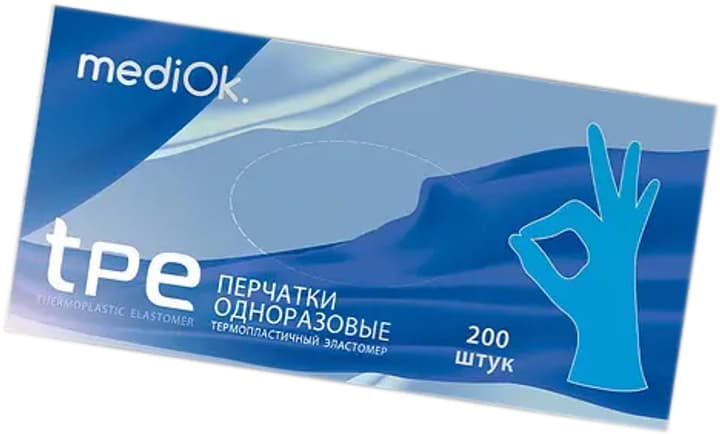 mediOk.
tpe
THERMOPLASTIC ELASTOMER
ПЕРЧАТКИ
ОДНОРАЗОВЫЕ
ТЕРМОПЛАСТИЧНЫЙ ЭЛАСТОМЕР
200
штук